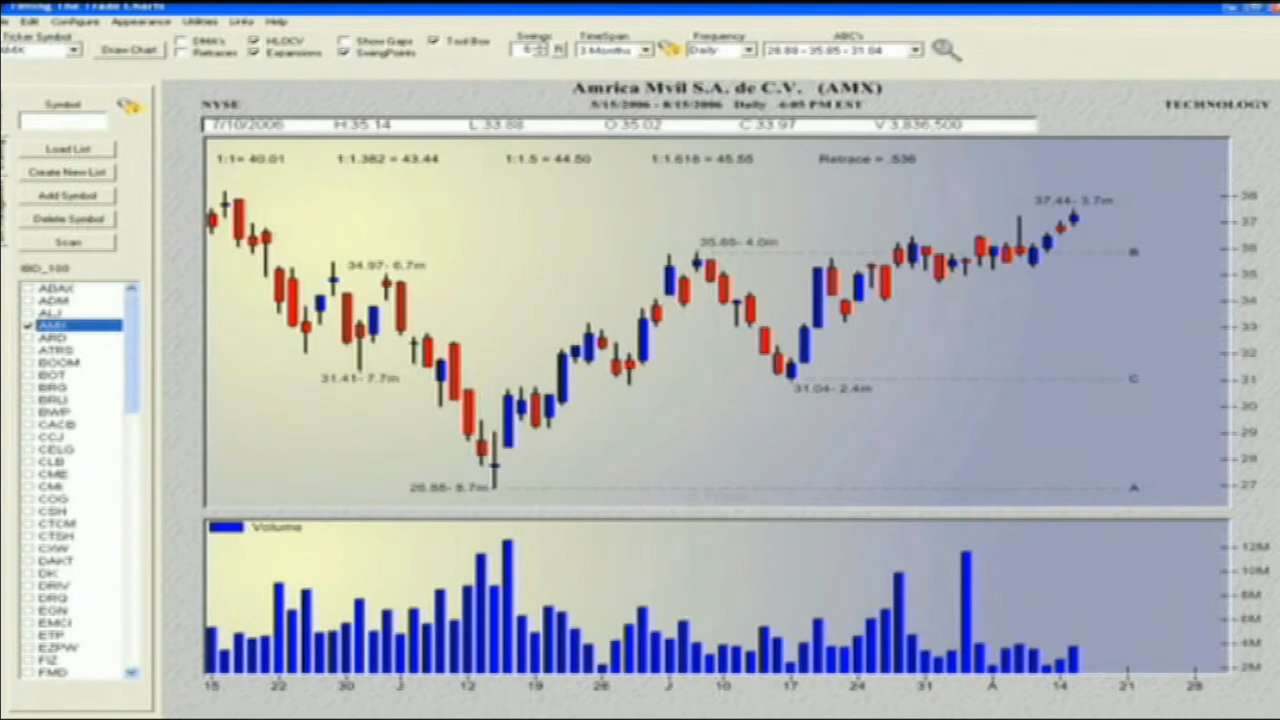 Timing The Trade Charts
Edit Configure Appearance Utilities Links Help
Ticker Symbol
AMX
Draw Chart
DMA's
Retraces
HLOCV
Expansions
Show Gaps
SwingPoints
Tool Box
Swings
6
R
TimeSpan
3 Months
Frequency
Daily
ABC's
26.88 - 35.85 - 31.04
Symbol
Load List
Create New List
Add Symbol
Delete Symbol
Scan
IBD_100
ABAX
ADM
ALJ
AMX
ARD
ATRS
BOOM
BOT
BRG
BRLI
BWP
CACB
CCJ
CELG
CLB
CME
CMI
COG
CSH
CTCM
CTSH
CXW
DAKT
DK
DRIV
DRQ
EGN
EMCI
ETP
EZPW
FIZ
FMD
Amrica Mvil S.A. de C.V. (AMX)
NYSE
5/15/2006 - 8/15/2006 Daily 4:05 PM EST
TECHNOLOGY
7/10/2006 H:35.14 L:33.88 O:35.02 C:33.97 V:3,836,500
1:1= 40.01 1:1.382 = 43.44 1:1.5 = 44.50 1:1.618 = 45.55 Retrace = .536
37.44- 3.7m
35.85- 4.0m
B
34.97- 6.7m
31.41- 7.7m
C
31.04- 2.4m
26.88- 8.7m
A
38
37
36
35
34
33
32
31
30
29
28
27
Volume
12M
10M
8M
6M
4M
2M
15 22 30 J 12 19 26 J 10 17 24 31 A 14 21 28